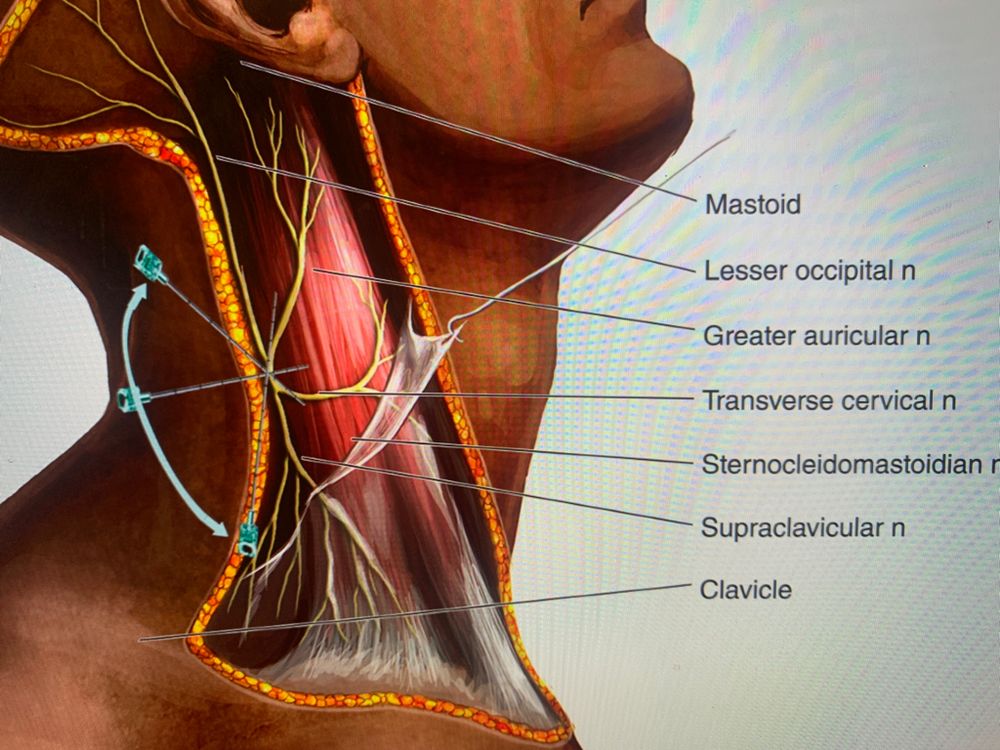 Mastoid
Lesser occipital n
Greater auricular n
Transverse cervical n
Sternocleidomastoidian
Supraclavicular n
Clavicle